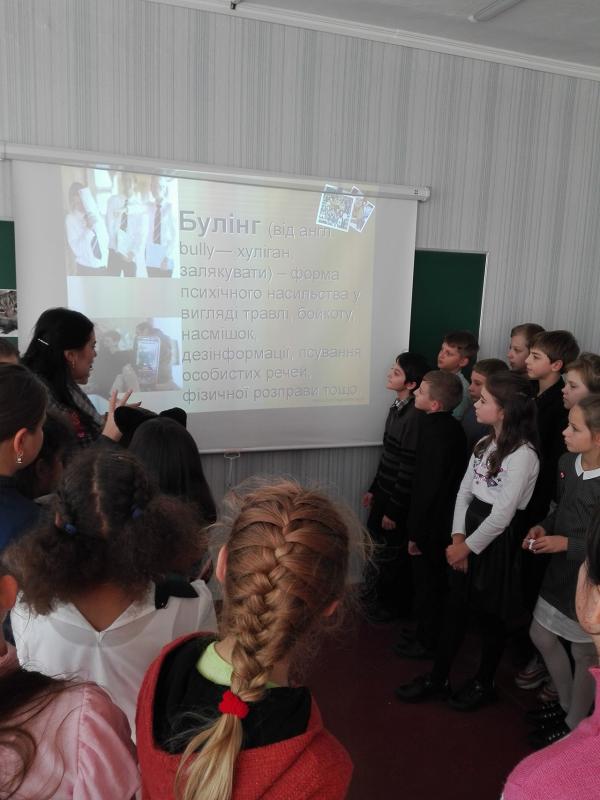 Булінг (від англ.
bully— хуліган,
залякувати) – форма
психічного насильства у
вигляді травлі, бойкоту,
насмішок,
дезінформації, псування
особистих речей,
фізичної розправи тощо